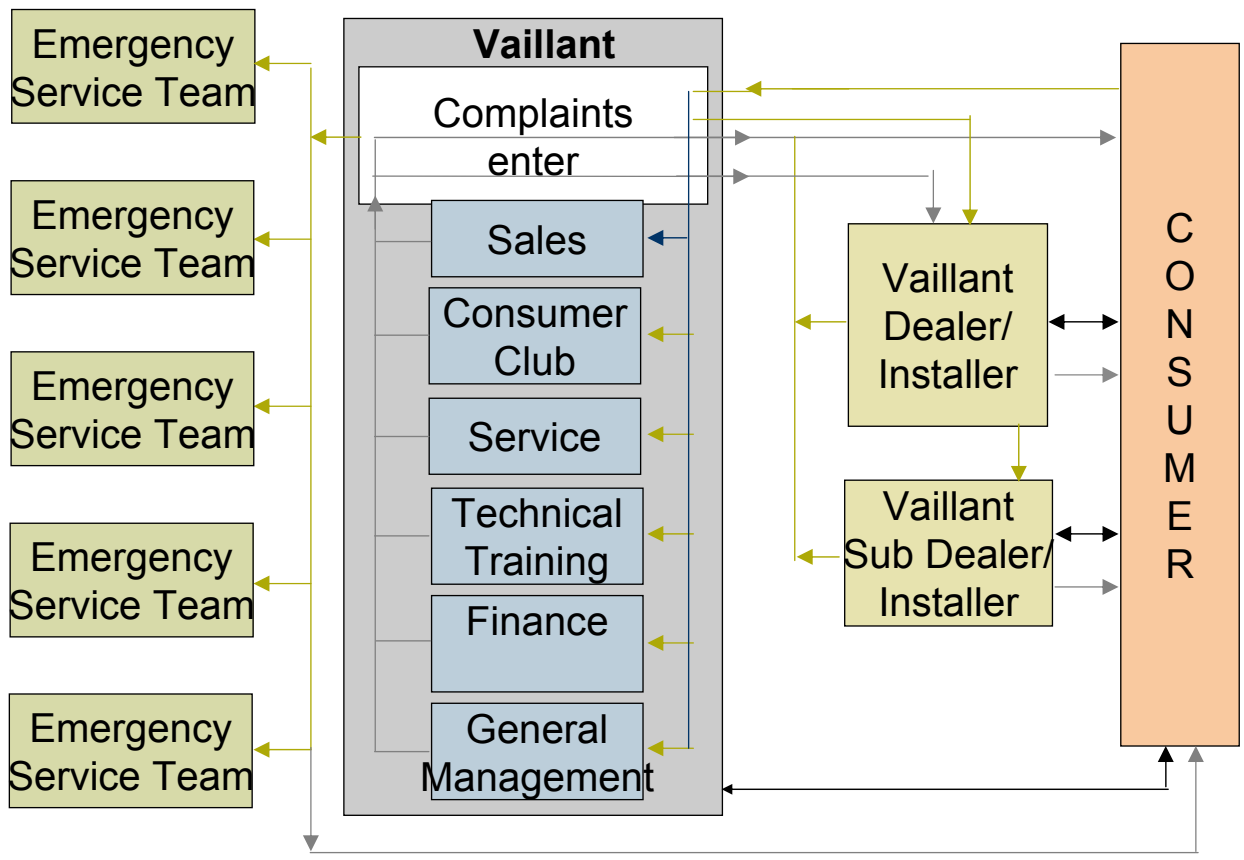 Emergency
Service Team
Emergency
Service Team
Emergency
Service Team
Emergency
Service Team
Emergency
Service Team
Vaillant
Complaints
enter
Sales
Consumer
Club
Service
Technical
Training
Finance
General
Management
Vaillant
Dealer/
Installer
Vaillant
Sub Dealer/
Installer
C
O
N
S
U
M
E
R